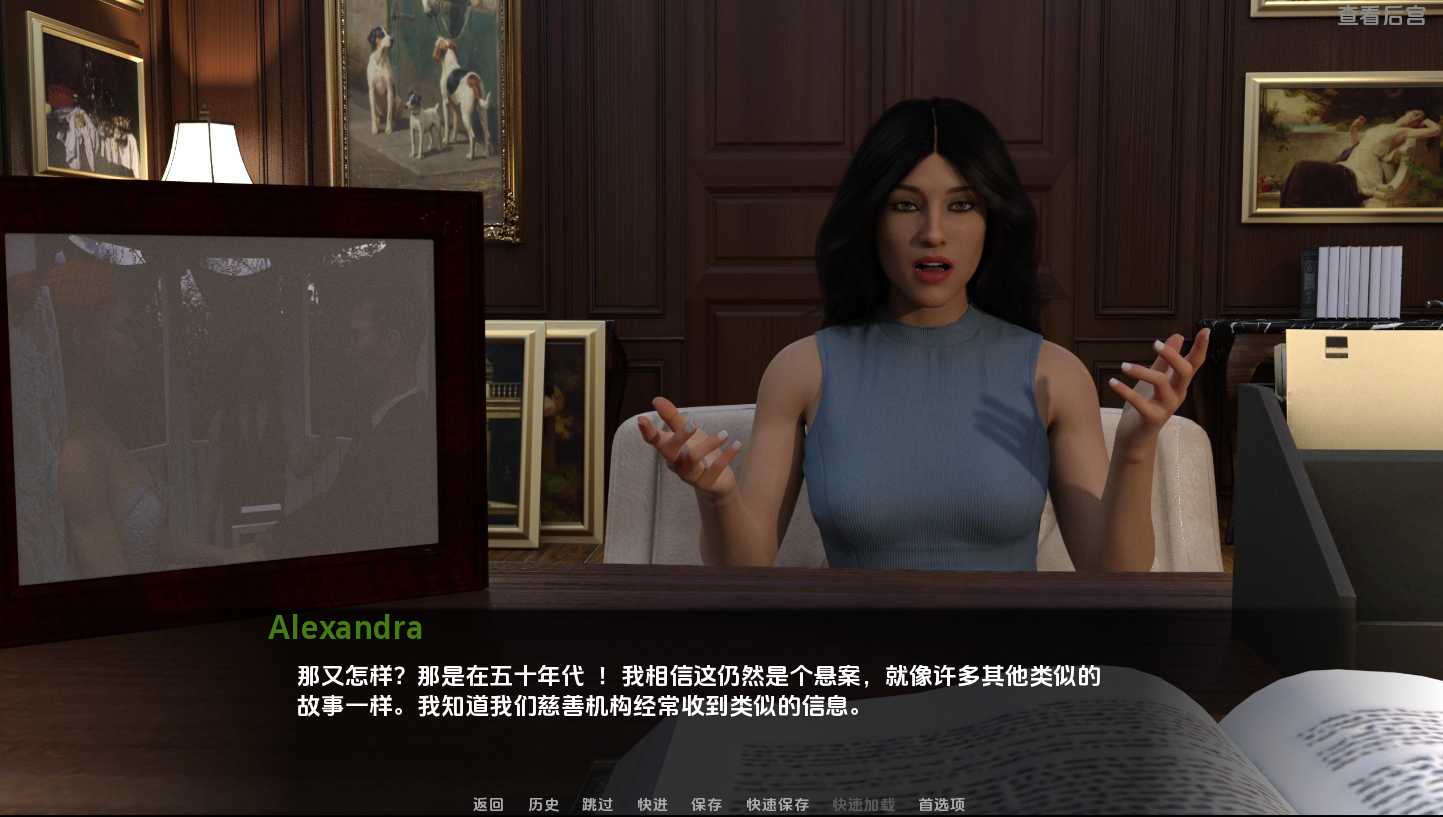 查看后宫
Alexandra
那又怎样？那是在五十年代 ！我相信这仍然是个悬案，就像许多其他类似的
故事一样。我知道我们慈善机构经常收到类似的信息。
返回 历史 跳过 快进 保存 快速保存 快速加载 首选项